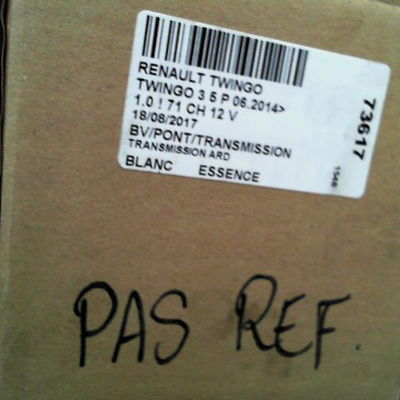 RENAULT TWINGO
TWINGO 3 5 P 06.2014>
1.0 ! 71 CH 12 V
18/08/2017
BV/PONT/TRANSMISSION
TRANSMISSION ARD
BLANC ESSENCE
73617
PAS REF.